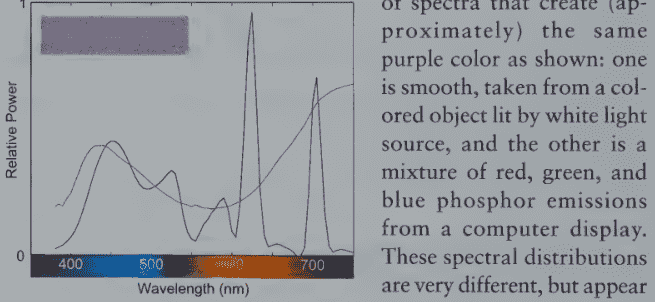 1
Relative Power
0
400 500 600 700
Wavelength (nm)
of spectra that create (ap-
proximately) the same
purple color as shown: one
is smooth, taken from a col-
ored object lit by white light
source, and the other is a
mixture of red, green, and
blue phosphor emissions
from a computer display.
These spectral distributions
are very different, but appear